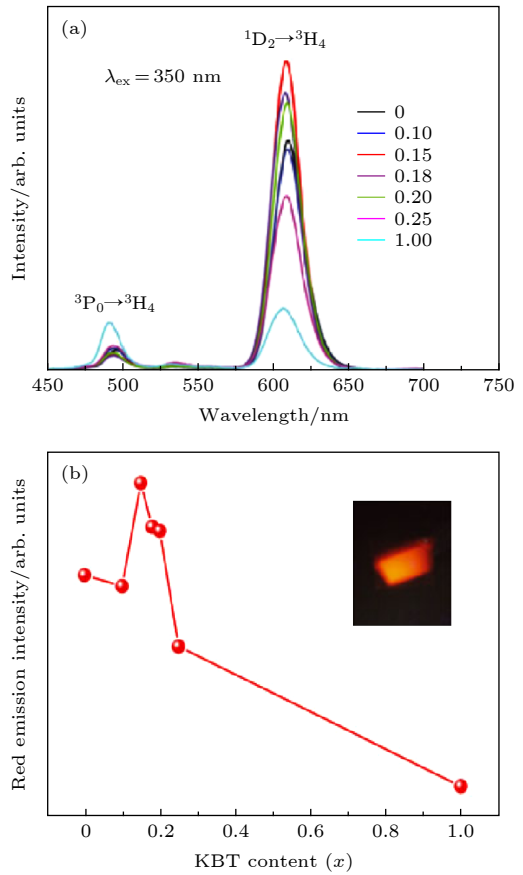 (a)
¹D₂→³H₄
λex = 350 nm
0
0.10
0.15
0.18
0.20
0.25
1.00
³P₀→³H₄
Intensity/arb. units
450 500 550 600 650 700 750
Wavelength/nm
(b)
Red emission intensity/arb. units
0 0.2 0.4 0.6 0.8 1.0
KBT content (x)